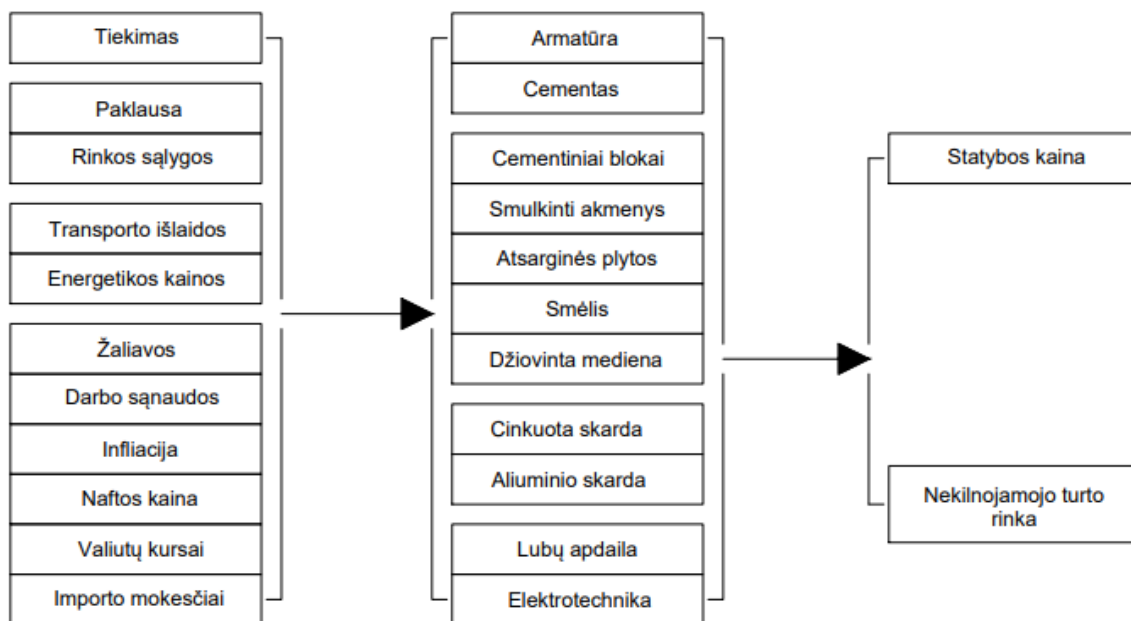 Tiekimas
Paklausa
Rinkos sąlygos
Transporto išlaidos
Energetikos kainos
Žaliavos
Darbo sąnaudos
Infliacija
Naftos kaina
Valiutų kursai
Importo mokesčiai
Armatūra
Cementas
Cementiniai blokai
Smulkinti akmenys
Atsarginės plytos
Smėlis
Džiovinta mediena
Cinkuota skarda
Aliuminio skarda
Lubų apdaila
Elektrotechnika
Statybos kaina
Nekilnojamojo turto
rinka